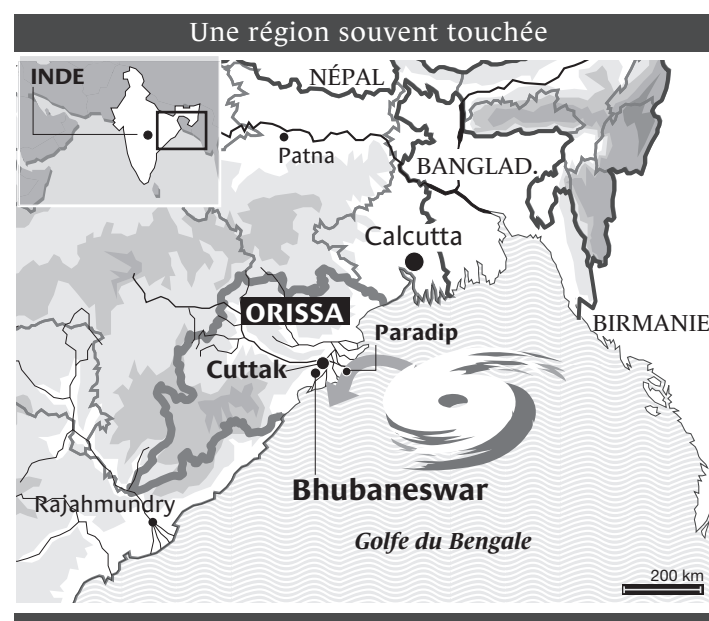 Une région souvent touchée
INDE
NÉPAL
Patna
BANGLAD.
Calcutta
ORISSA
BIRMANIE
Paradip
Cuttak
Bhubaneswar
Rajahmundry
Golfe du Bengale
200 km